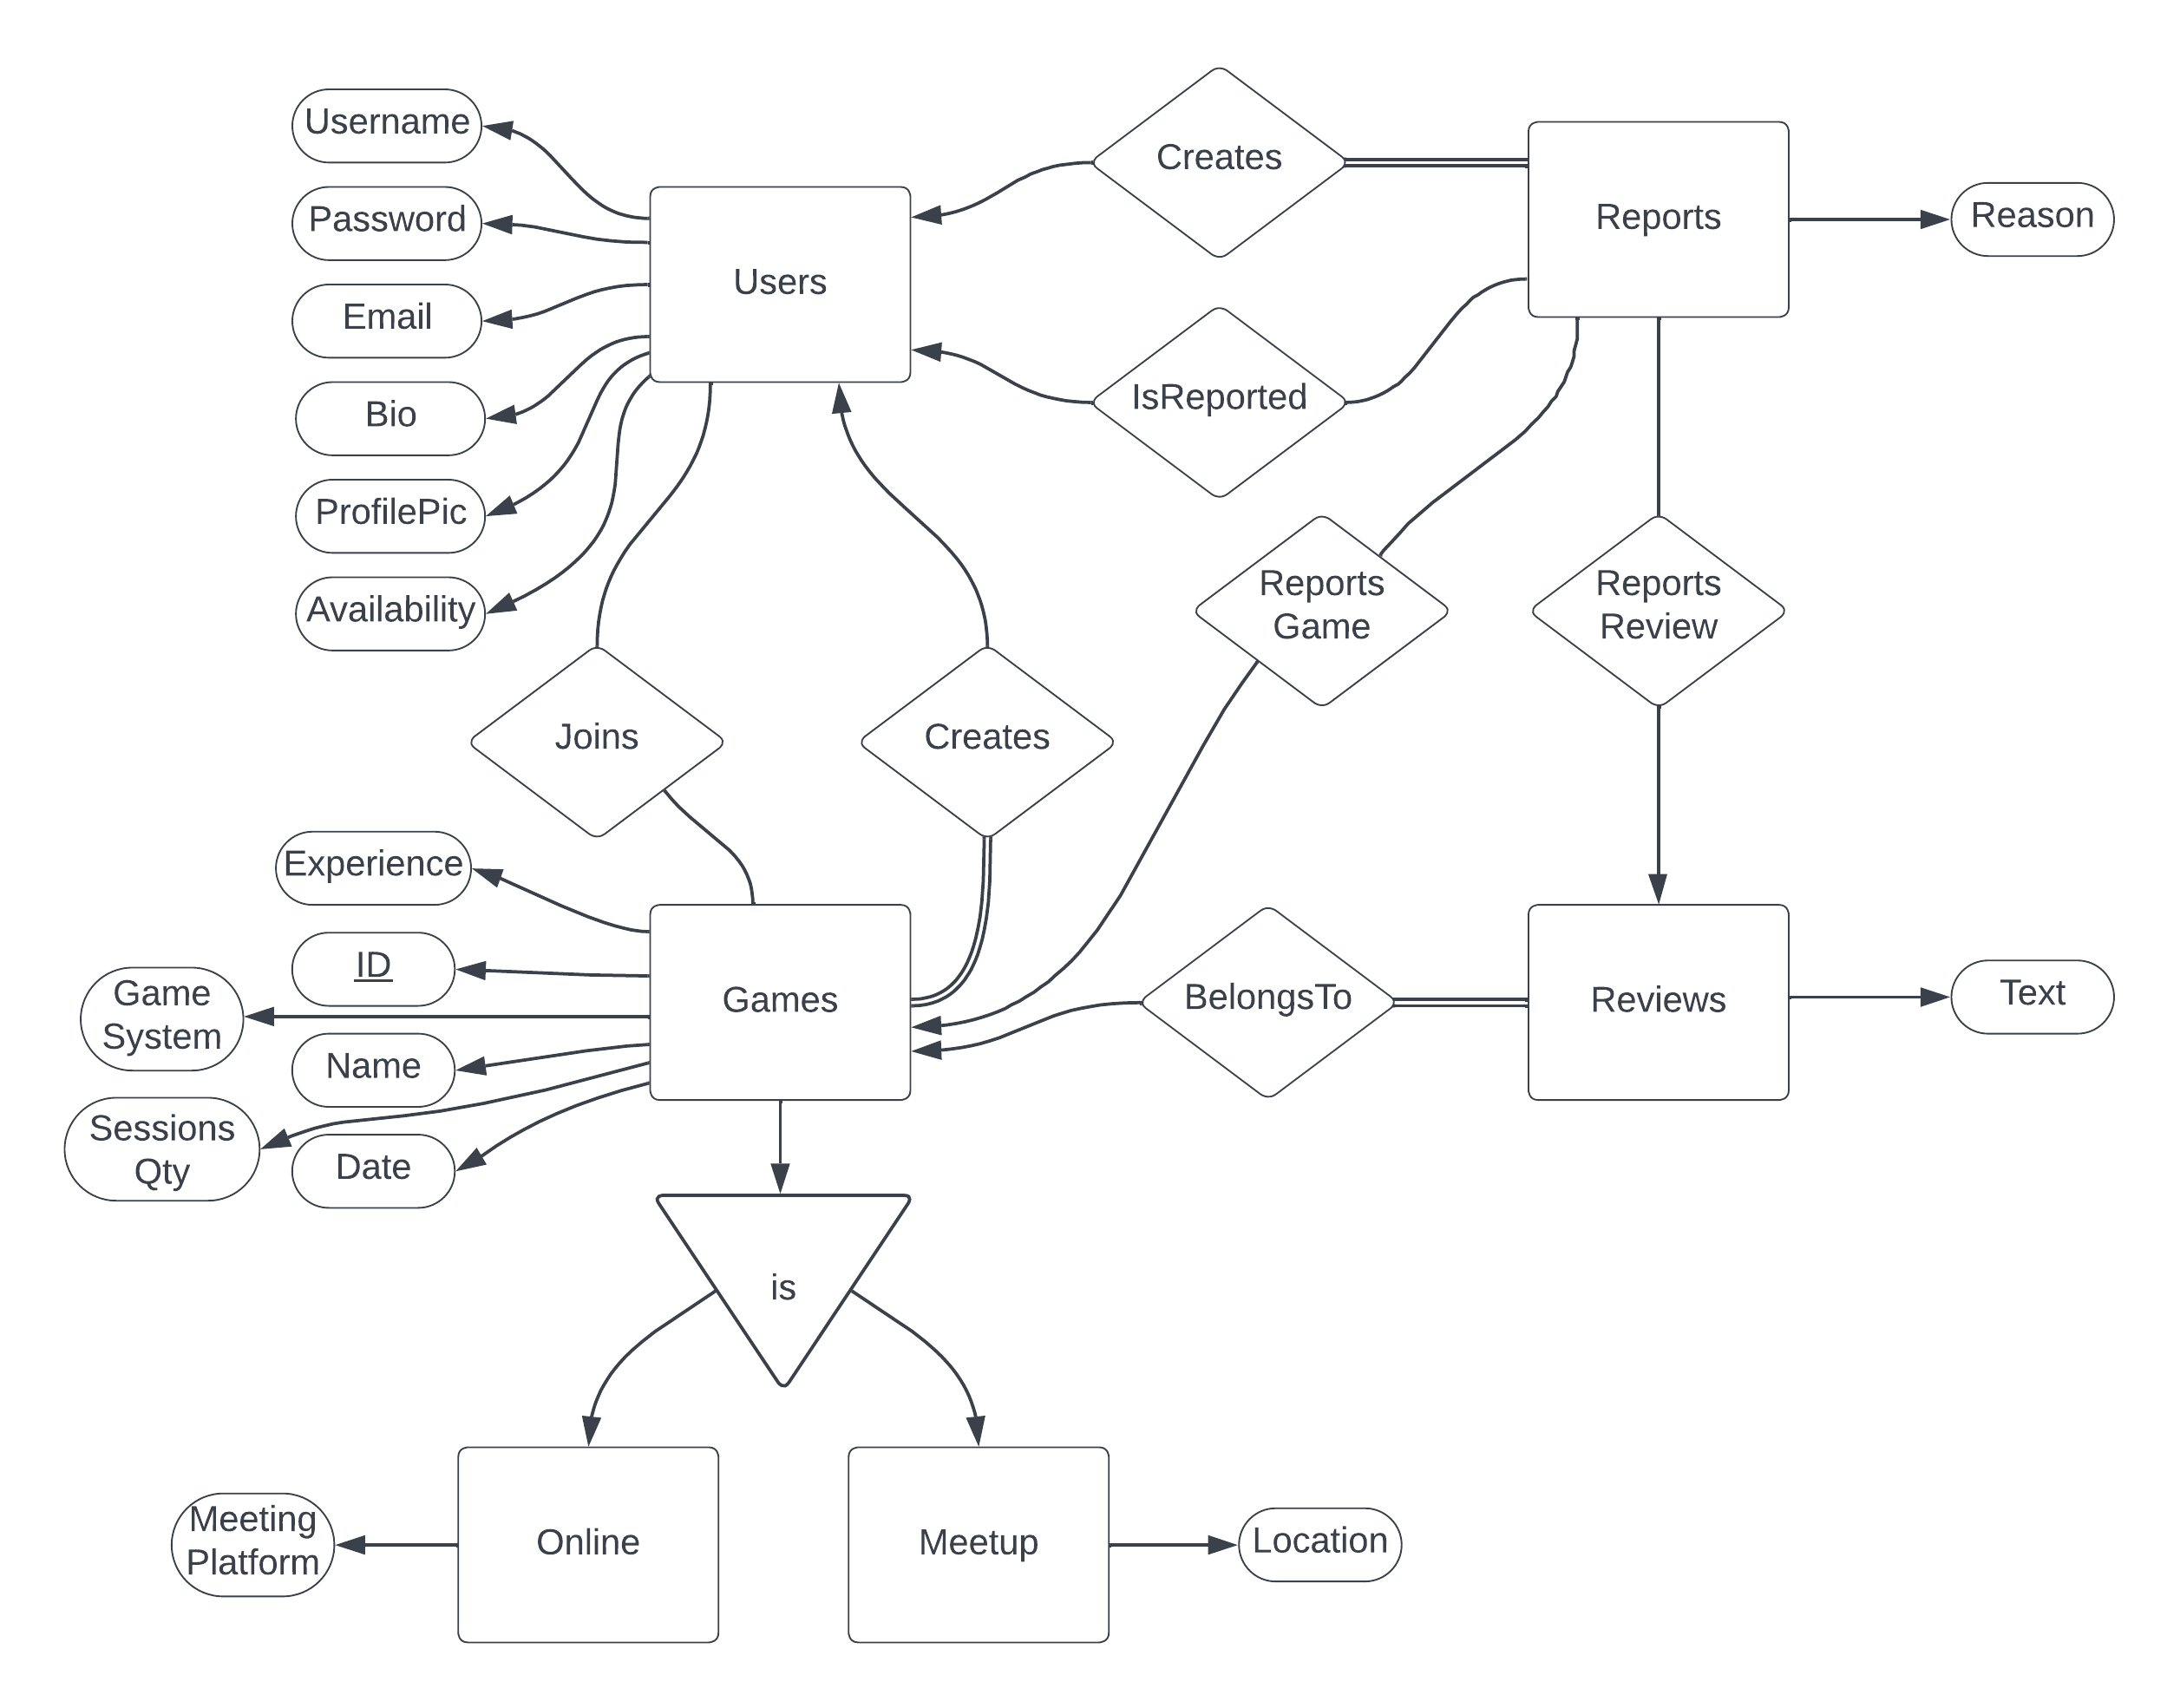 Username
Password
Email
Bio
ProfilePic
Availability
Users
Creates
Reports
Reason
IsReported
Reports
Game
Reports
Review
Joins
Creates
Experience
ID
Game
System
Name
Sessions
Qty
Date
Games
BelongsTo
Reviews
Text
is
Meeting
Platform
Online
Meetup
Location